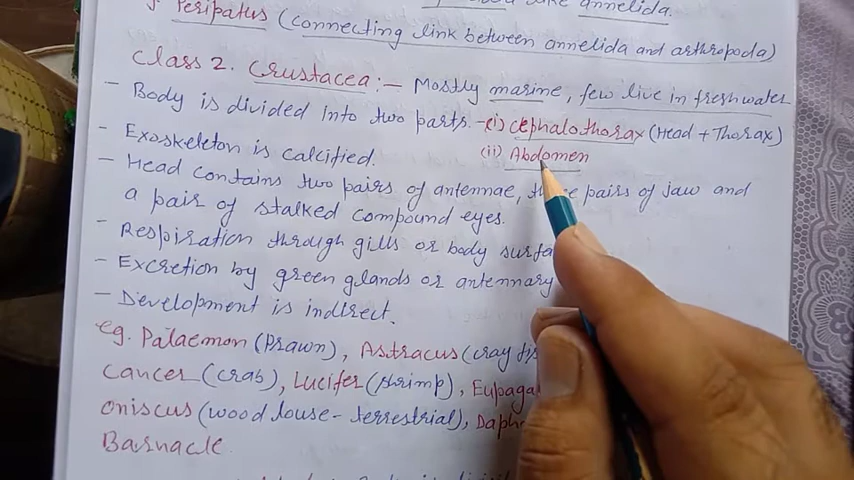 Peripatus (connecting link between annelida and arthropoda)
annelida.
Class 2. Crustacea:- Mostly marine, few live in freshwater
- Body is divided into two parts. -(i) cephalothorax (Head + Thorax)
(ii) Abdomen
- Exoskeleton is calcified.
- Head contains two pairs of antennae, three pairs of jaw and
a pair of stalked compound eyes.
- Respiration through gills or body
- Excretion by green glands or antennary
- Development is indirect.
eg. Palaemon (prawn), Astracus (cray
Cancer (crab), Lucifer (shrimp),
oniscus (wood louse - terrestrial),
Barnacle